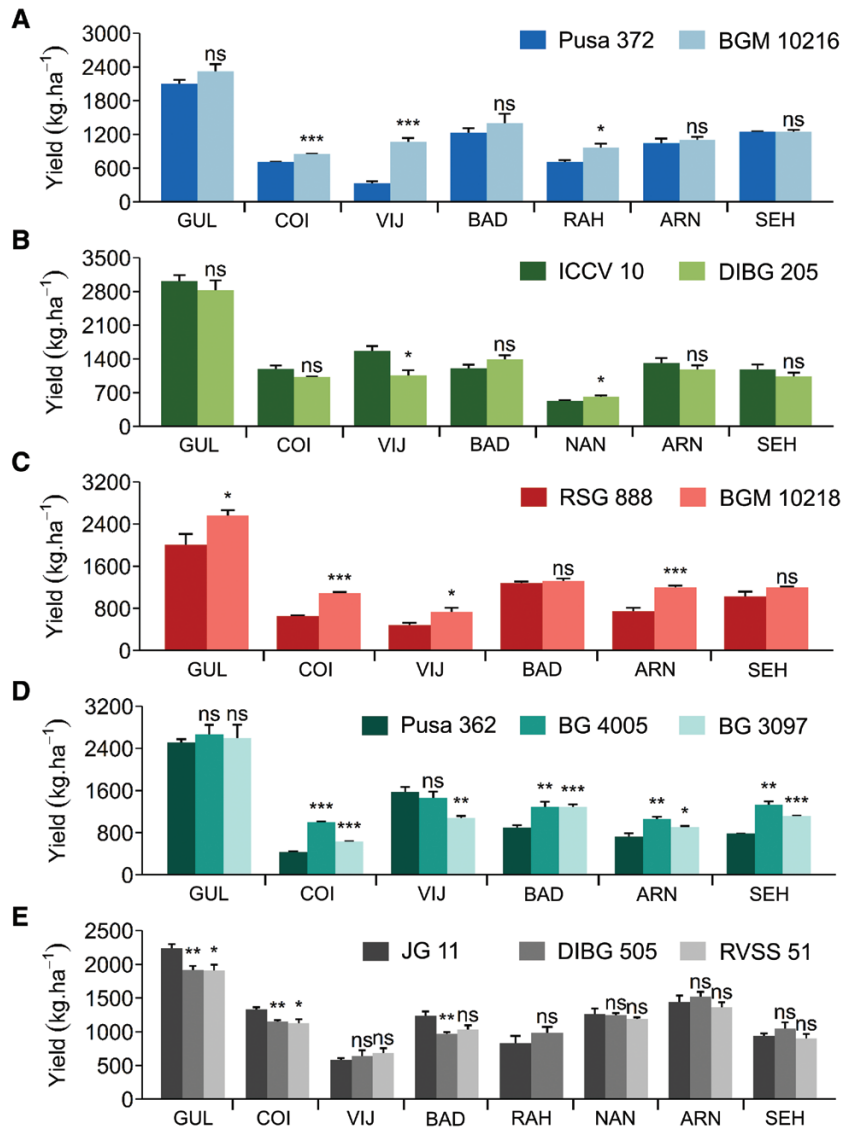 A
Yield (kg.ha⁻¹)
3000
2400
1800
1200
600
0
Pusa 372 BGM 10216
ns *** *** ns * ns ns
GUL COI VIJ BAD RAH ARN SEH
B
Yield (kg.ha⁻¹)
3500
2800
2100
1400
700
0
ICCV 10 DIBG 205
ns ns * ns * ns ns
GUL COI VIJ BAD NAN ARN SEH
C
Yield (kg.ha⁻¹)
3200
2400
1600
800
0
RSG 888 BGM 10218
* *** * ns *** ns
GUL COI VIJ BAD ARN SEH
D
Yield (kg.ha⁻¹)
3200
2400
1600
800
0
Pusa 362 BG 4005 BG 3097
ns ns *** *** ns ** ** *** ** * ** ***
GUL COI VIJ BAD ARN SEH
E
Yield (kg.ha⁻¹)
2500
2000
1500
1000
500
0
JG 11 DIBG 505 RVSS 51
** * ** * ns ns ** ns ns ns ns ns ns ns ns
GUL COI VIJ BAD RAH NAN ARN SEH